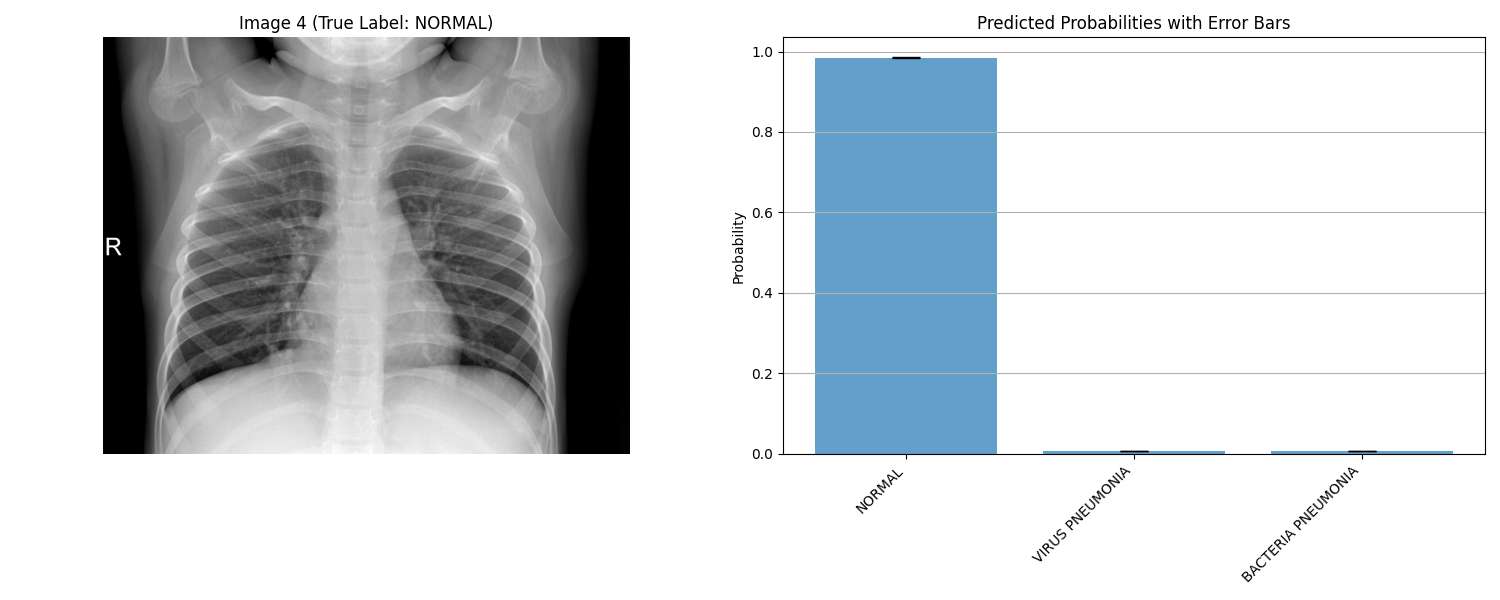 Image 4 (True Label: NORMAL)
R
Predicted Probabilities with Error Bars
Probability
1.0
0.8
0.6
0.4
0.2
0.0
NORMAL
VIRUS PNEUMONIA
BACTERIA PNEUMONIA